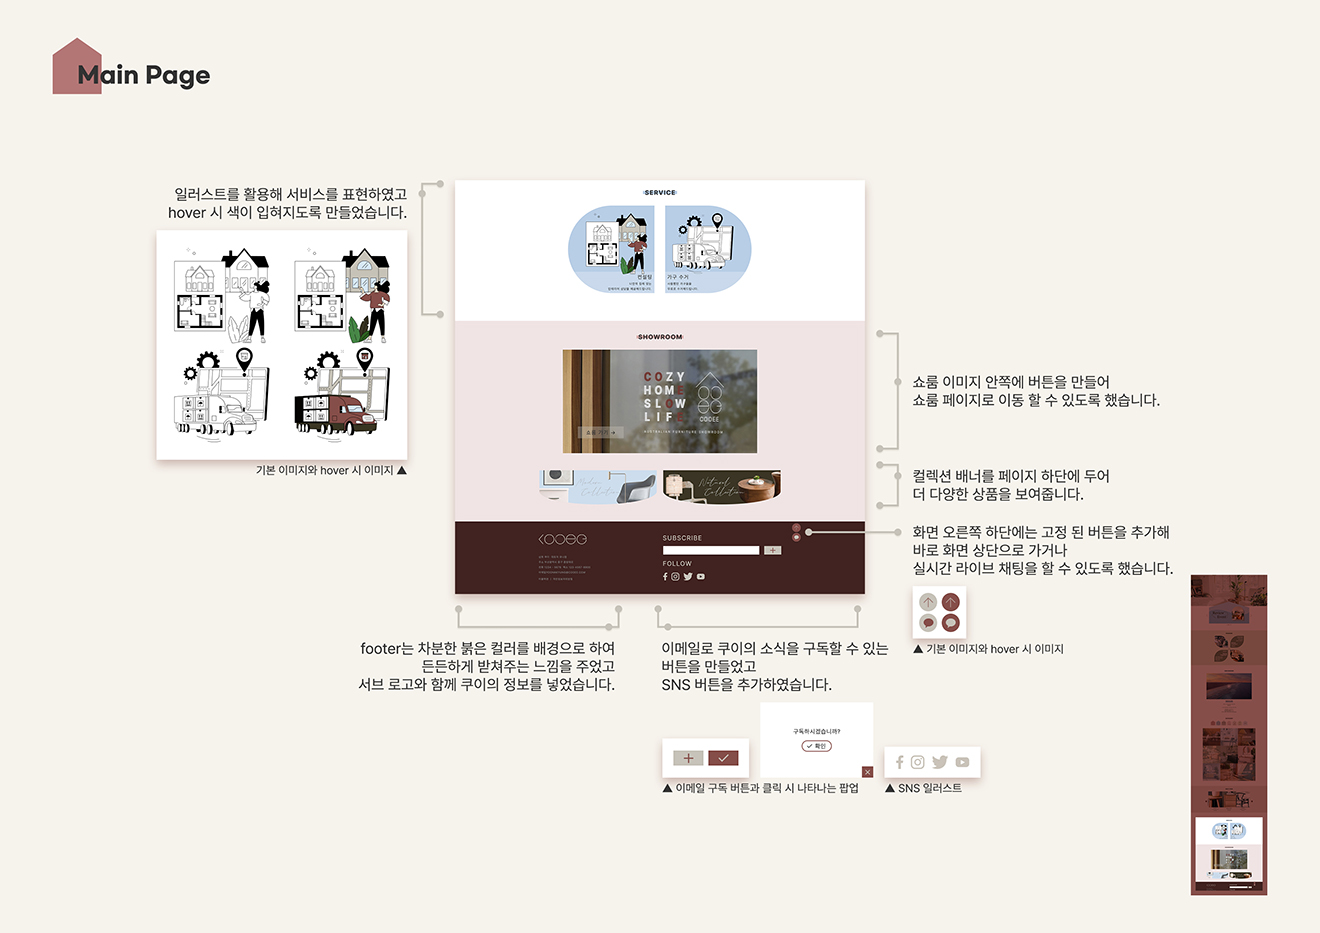 Main Page
일러스트를 활용해 서비스를 표현하였고
hover 시 색이 입혀지도록 만들었습니다.
기본 이미지와 hover 시 이미지 ▲
SERVICE
컨설팅
가구 수거
SHOWROOM
COZY
HOME
SLOW
LIFE
COOEE
쇼룸 가기 →
Collection
Natural
Collection
SUBSCRIBE
FOLLOW
쇼룸 이미지 안쪽에 버튼을 만들어
쇼룸 페이지로 이동 할 수 있도록 했습니다.
컬렉션 배너를 페이지 하단에 두어
더 다양한 상품을 보여줍니다.
화면 오른쪽 하단에는 고정 된 버튼을 추가해
바로 화면 상단으로 가거나
실시간 라이브 채팅을 할 수 있도록 했습니다.
▲ 기본 이미지와 hover 시 이미지
footer는 차분한 붉은 컬러를 배경으로 하여
든든하게 받쳐주는 느낌을 주었고
서브 로고와 함께 쿠이의 정보를 넣었습니다.
이메일로 쿠이의 소식을 구독할 수 있는
버튼을 만들었고
SNS 버튼을 추가하였습니다.
구독하시겠습니까?
확인
▲ 이메일 구독 버튼과 클릭 시 나타나는 팝업
▲ SNS 일러스트